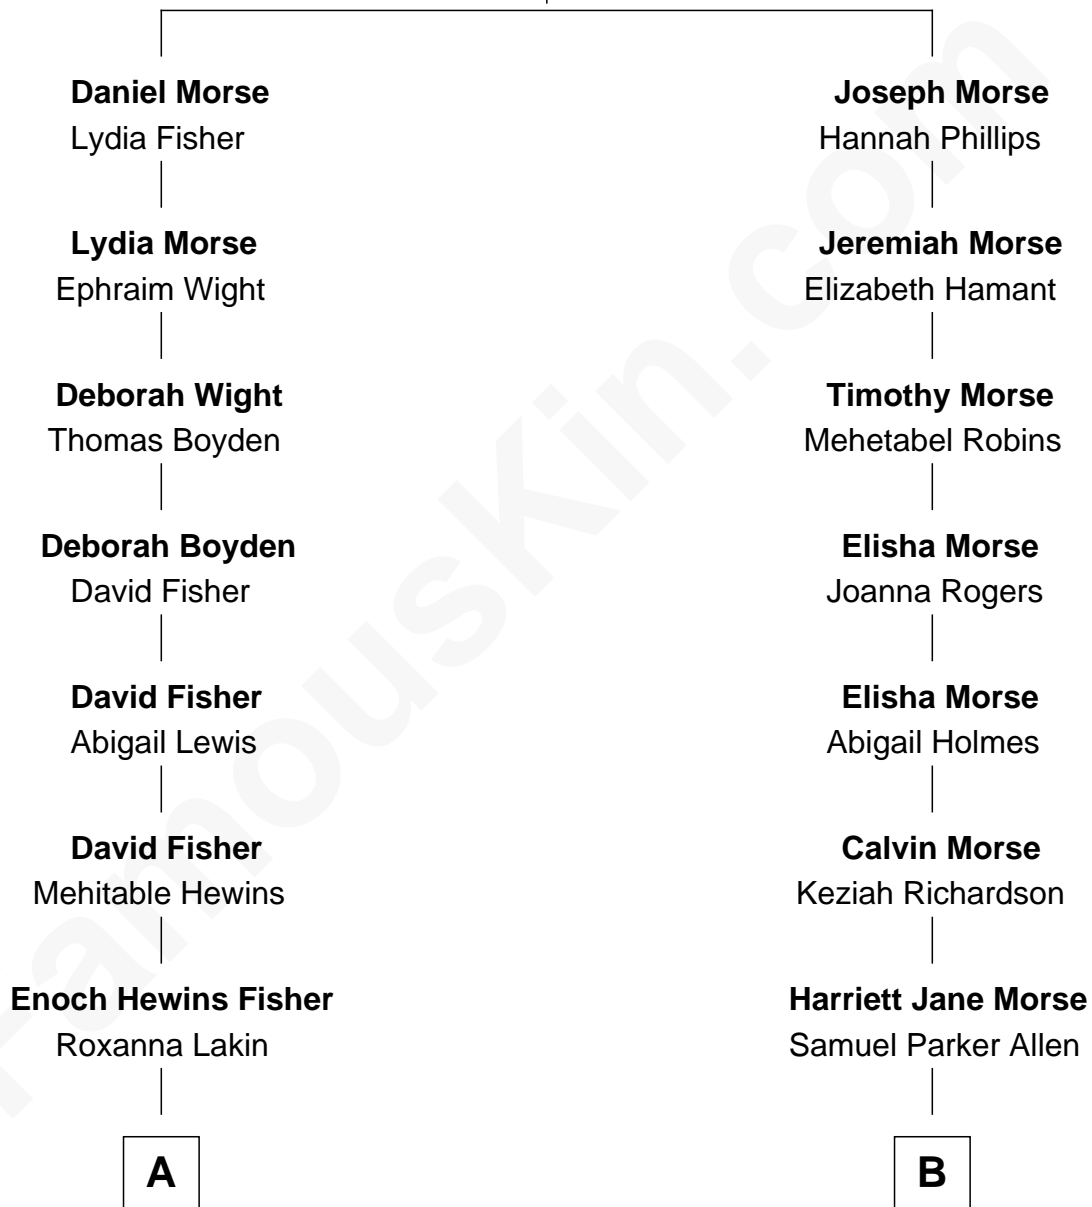 Daniel Morse
Lydia Fisher
Joseph Morse
Hannah Phillips
Lydia Morse
Ephraim Wight
Jeremiah Morse
Elizabeth Hamant
Deborah Wight
Thomas Boyden
Timothy Morse
Mehetabel Robins
Deborah Boyden
David Fisher
Elisha Morse
Joanna Rogers
David Fisher
Abigail Lewis
Elisha Morse
Abigail Holmes
David Fisher
Mehitable Hewins
Calvin Morse
Keziah Richardson
Enoch Hewins Fisher
Roxanna Lakin
Harriett Jane Morse
Samuel Parker Allen
A
B
FamousKin.com